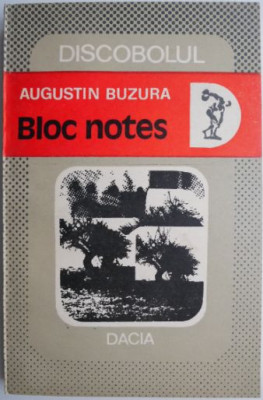 DISCOBOLUL
AUGUSTIN BUZURA
Bloc notes
DACIA